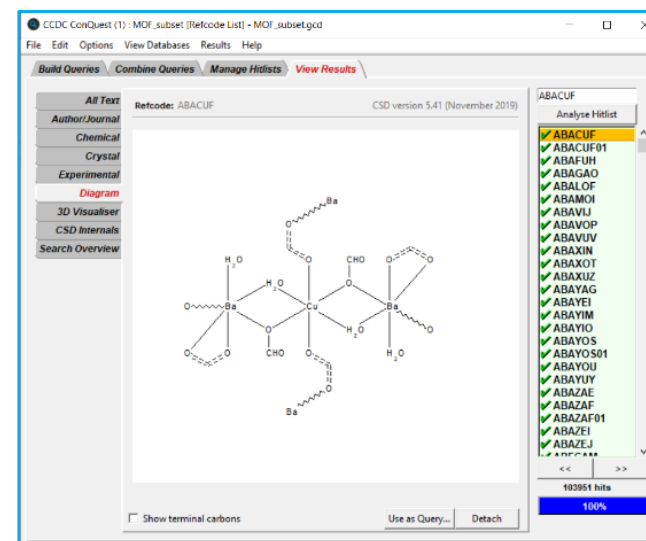 CCDC ConQuest (1) : MOF_subset [Refcode List] - MOF_subset.gcd
File Edit Options View Databases Results Help
Build Queries Combine Queries Manage Hitlists View Results
All Text
Author/Journal
Chemical
Crystal
Experimental
Diagram
3D Visualiser
CSD Internals
Search Overview
Refcode: ABACUF CSD version 5.41 (November 2019)
Ba
O
O
H2O CHO O O
H2O O
O Ba Cu Ba
O H2O O
O O CHO O H2O
O
Ba
Show terminal carbons Use as Query... Detach
ABACUF
Analyse Hitlist
ABACUF
ABACUF01
ABAFUH
ABAGAO
ABALOF
ABAMOI
ABAVIJ
ABAVOP
ABAVUV
ABAXIN
ABAXOT
ABAXUZ
ABAYAG
ABAYEI
ABAYIM
ABAYIO
ABAYOS
ABAYOS01
ABAYOU
ABAYUY
ABAZAE
ABAZAF
ABAZAF01
ABAZEI
ABAZEJ
<< >>
103951 hits
100%